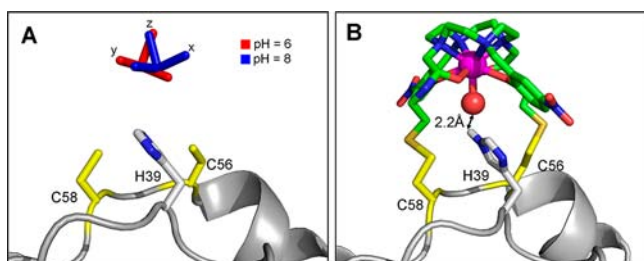 A
z
y
x
pH = 6
pH = 8
H39
C56
C58
B
2.2Å
H39
C56
C58